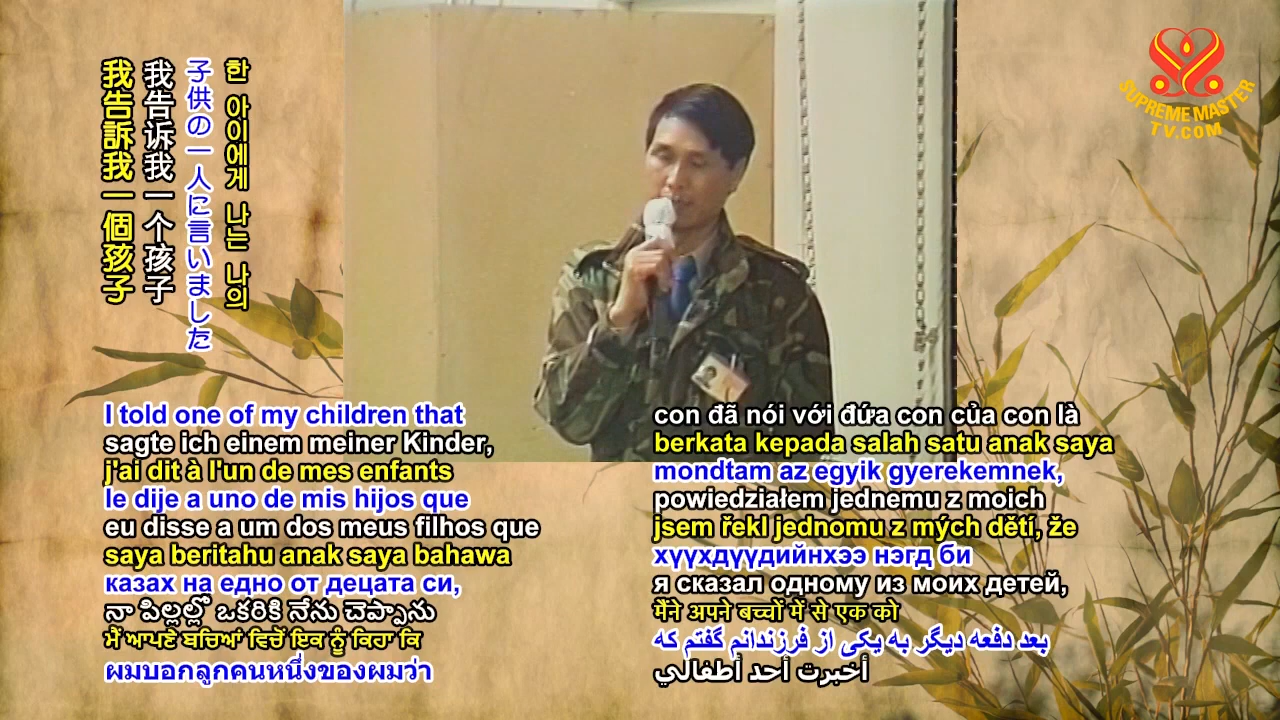 我告訴我一個孩子
我告诉我一个孩子
子供の一人に言いました
한 아이에게 나는 나의
SUPREME MASTER
TV.COM
I told one of my children that
sagte ich einem meiner Kinder,
j'ai dit à l'un de mes enfants
le dije a uno de mis hijos que
eu disse a um dos meus filhos que
saya beritahu anak saya bahawa
казах на едно от децата си,
నా పిల్లల్లో ఒకరికి నేను చెప్పాను
ਮੈਂ ਆਪਣੇ ਬਚਿਆਂ ਵਿਚੋਂ ਇਕ ਨੂੰ ਕਿਹਾ ਕਿ
ผมบอกลูกคนหนึ่งของผมว่า
con đã nói với đứa con của con là
berkata kepada salah satu anak saya
mondtam az egyik gyerekemnek,
powiedziałem jednemu z moich
jsem řekl jednomu z mých dětí, že
хүүхдүүдийнхээ нэгд би
я сказал одному из моих детей,
मैंने अपने बच्चों में से एक को
بعد دفعه دیگر به یکی از فرزندانم گفتم که
أخبرت أحد أطفالي